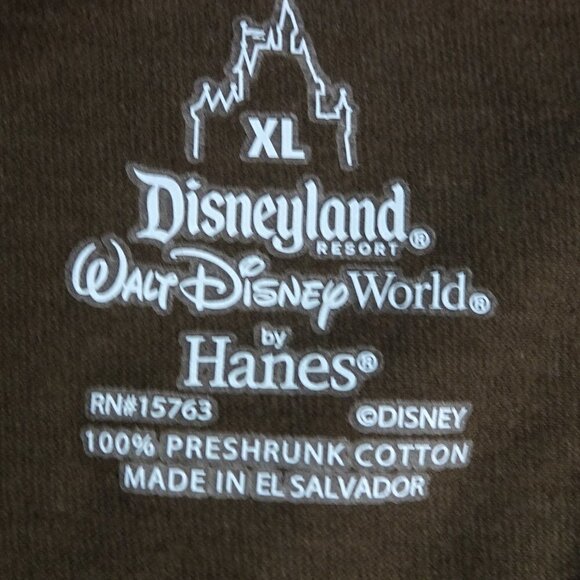 XL
Disneyland®
RESORT
WALT DISNEY World®
by
Hanes®
RN#15763 ©DISNEY
100% PRESHRUNK COTTON
MADE IN EL SALVADOR